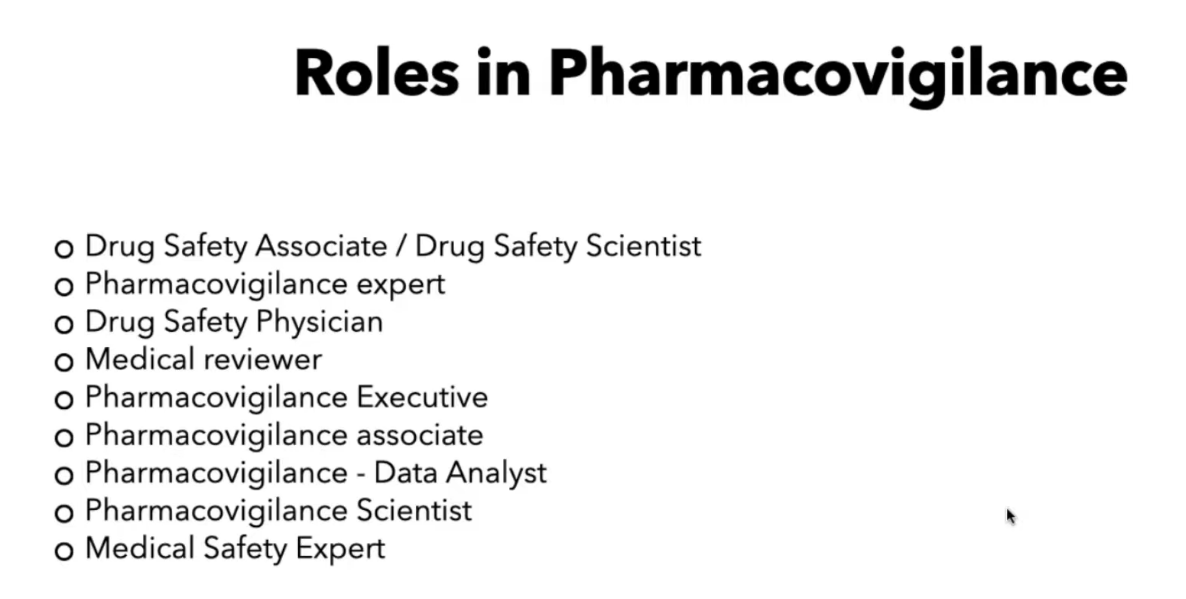 Roles in Pharmacovigilance
Drug Safety Associate / Drug Safety Scientist
Pharmacovigilance expert
Drug Safety Physician
Medical reviewer
Pharmacovigilance Executive
Pharmacovigilance associate
Pharmacovigilance - Data Analyst
Pharmacovigilance Scientist
Medical Safety Expert